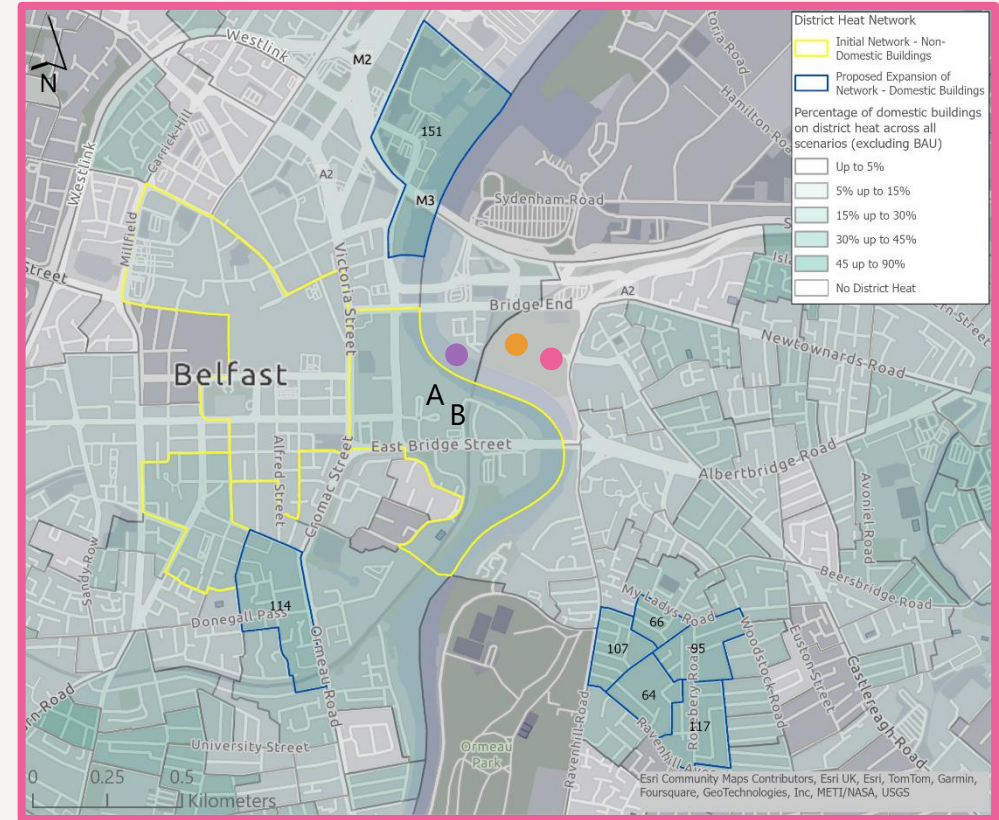 District Heat Network
Initial Network - Non-
Domestic Buildings
Proposed Expansion of
Network - Domestic Buildings
Percentage of domestic buildings
on district heat across all
scenarios (excluding BAU)
Up to 5%
5% up to 15%
15% up to 30%
30% up to 45%
45 up to 90%
No District Heat
N
Westlink
M2
Hamilton
Carrick-Hill
Westlink
151
A2
M3
Sydenham Road
Millfield
Victoria Street
A2
Bridge End
Newtownards Road
Belfast
A
B
East Bridge Street
Alfred Street
Cromac Street
Albertbridge Road
Avoniel Road
Sandy Row
Beersbridge Road
My Ladys Road
114
Donegall Pass
66
107
95
Woodstock Road
Euston Street
Castlereagh Road
64
Rosebery Road
117
Ormeau Road
Ravenhill Road
University Street
Ormeau
Park
0 0.25 0.5
Kilometers
Esri Community Maps Contributors, Esri UK, Esri, TomTom, Garmin,
Foursquare, GeoTechnologies, Inc, METI/NASA, USGS